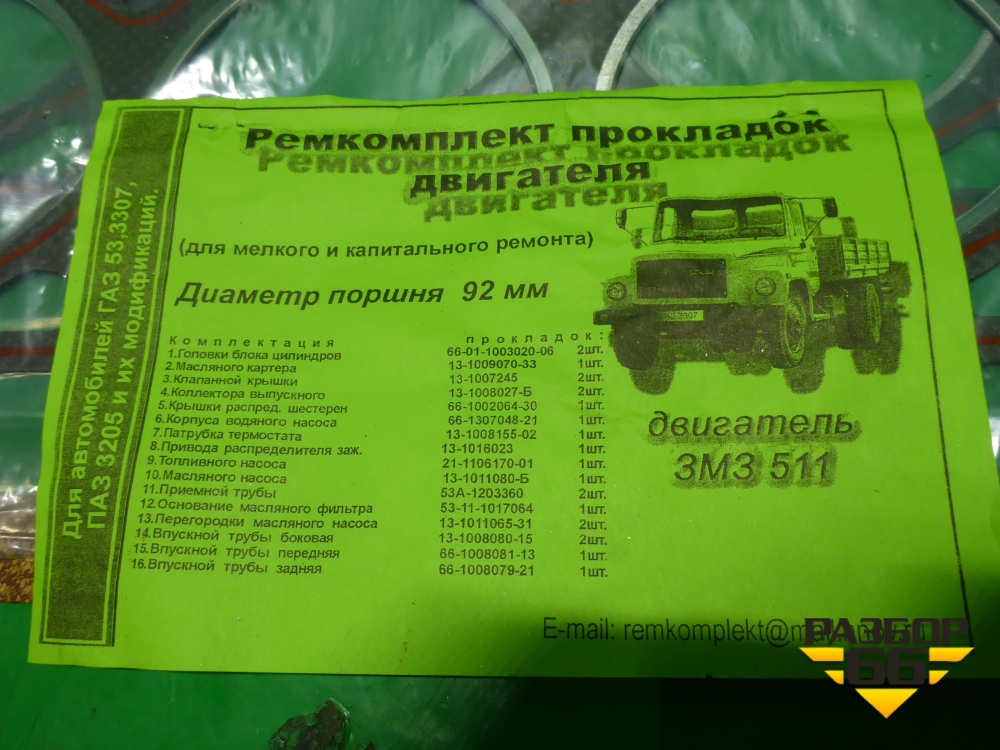 Для автомобилей ГАЗ 53,3307,
ПАЗ 3205 и их модификаций.
Ремкомплект прокладок
двигателя
(для мелкого и капитального ремонта)
Диаметр поршня 92 мм
Комплектация прокладок:
1.Головки блока цилиндров 66-01-1003020-06 2шт.
2.Масляного картера 13-1009070-33 1шт.
3.Клапанной крышки 13-1007245 2шт.
4.Коллектора выпускного 13-1008027-Б 2шт.
5.Крышки распред. шестерен 66-1002064-30 1шт.
6.Корпуса водяного насоса 66-1307048-21 1шт.
7.Патрубка термостата 13-1008155-02 1шт.
8.Привода распределителя заж. 13-1016023 1шт.
9.Топливного насоса 21-1106170-01 1шт.
10.Масляного насоса 13-1011080-Б 1шт.
11.Приемной трубы 53А-1203360 2шт.
12.Основание масляного фильтра 53-11-1017064 1шт.
13.Перегородки масляного насоса 13-1011065-31 2шт.
14.Впускной трубы боковая 13-1008080-15 2шт.
15.Впускной трубы передняя 66-1008081-13 1шт.
16.Впускной трубы задняя 66-1008079-21 1шт.
двигатель
ЗМЗ 511
E-mail:
РАЗБОР
66